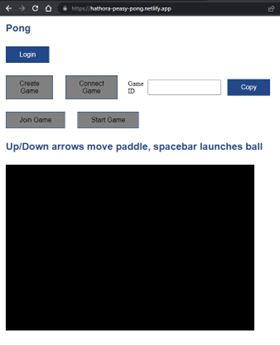 https://hathora-peasy-pong.netlify.app
Pong
Login
Create
Game
Connect
Game
Game
ID
Copy
Join Game
Start Game
Up/Down arrows move paddle, spacebar launches ball